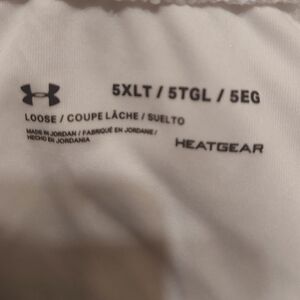 5XLT / 5TGL / 5EG
LOOSE / COUPE LÂCHE / SUELTO
MADE IN JORDAN / FABRIQUÉ EN JORDANIE /
HECHO EN JORDANIA
HEATGEAR